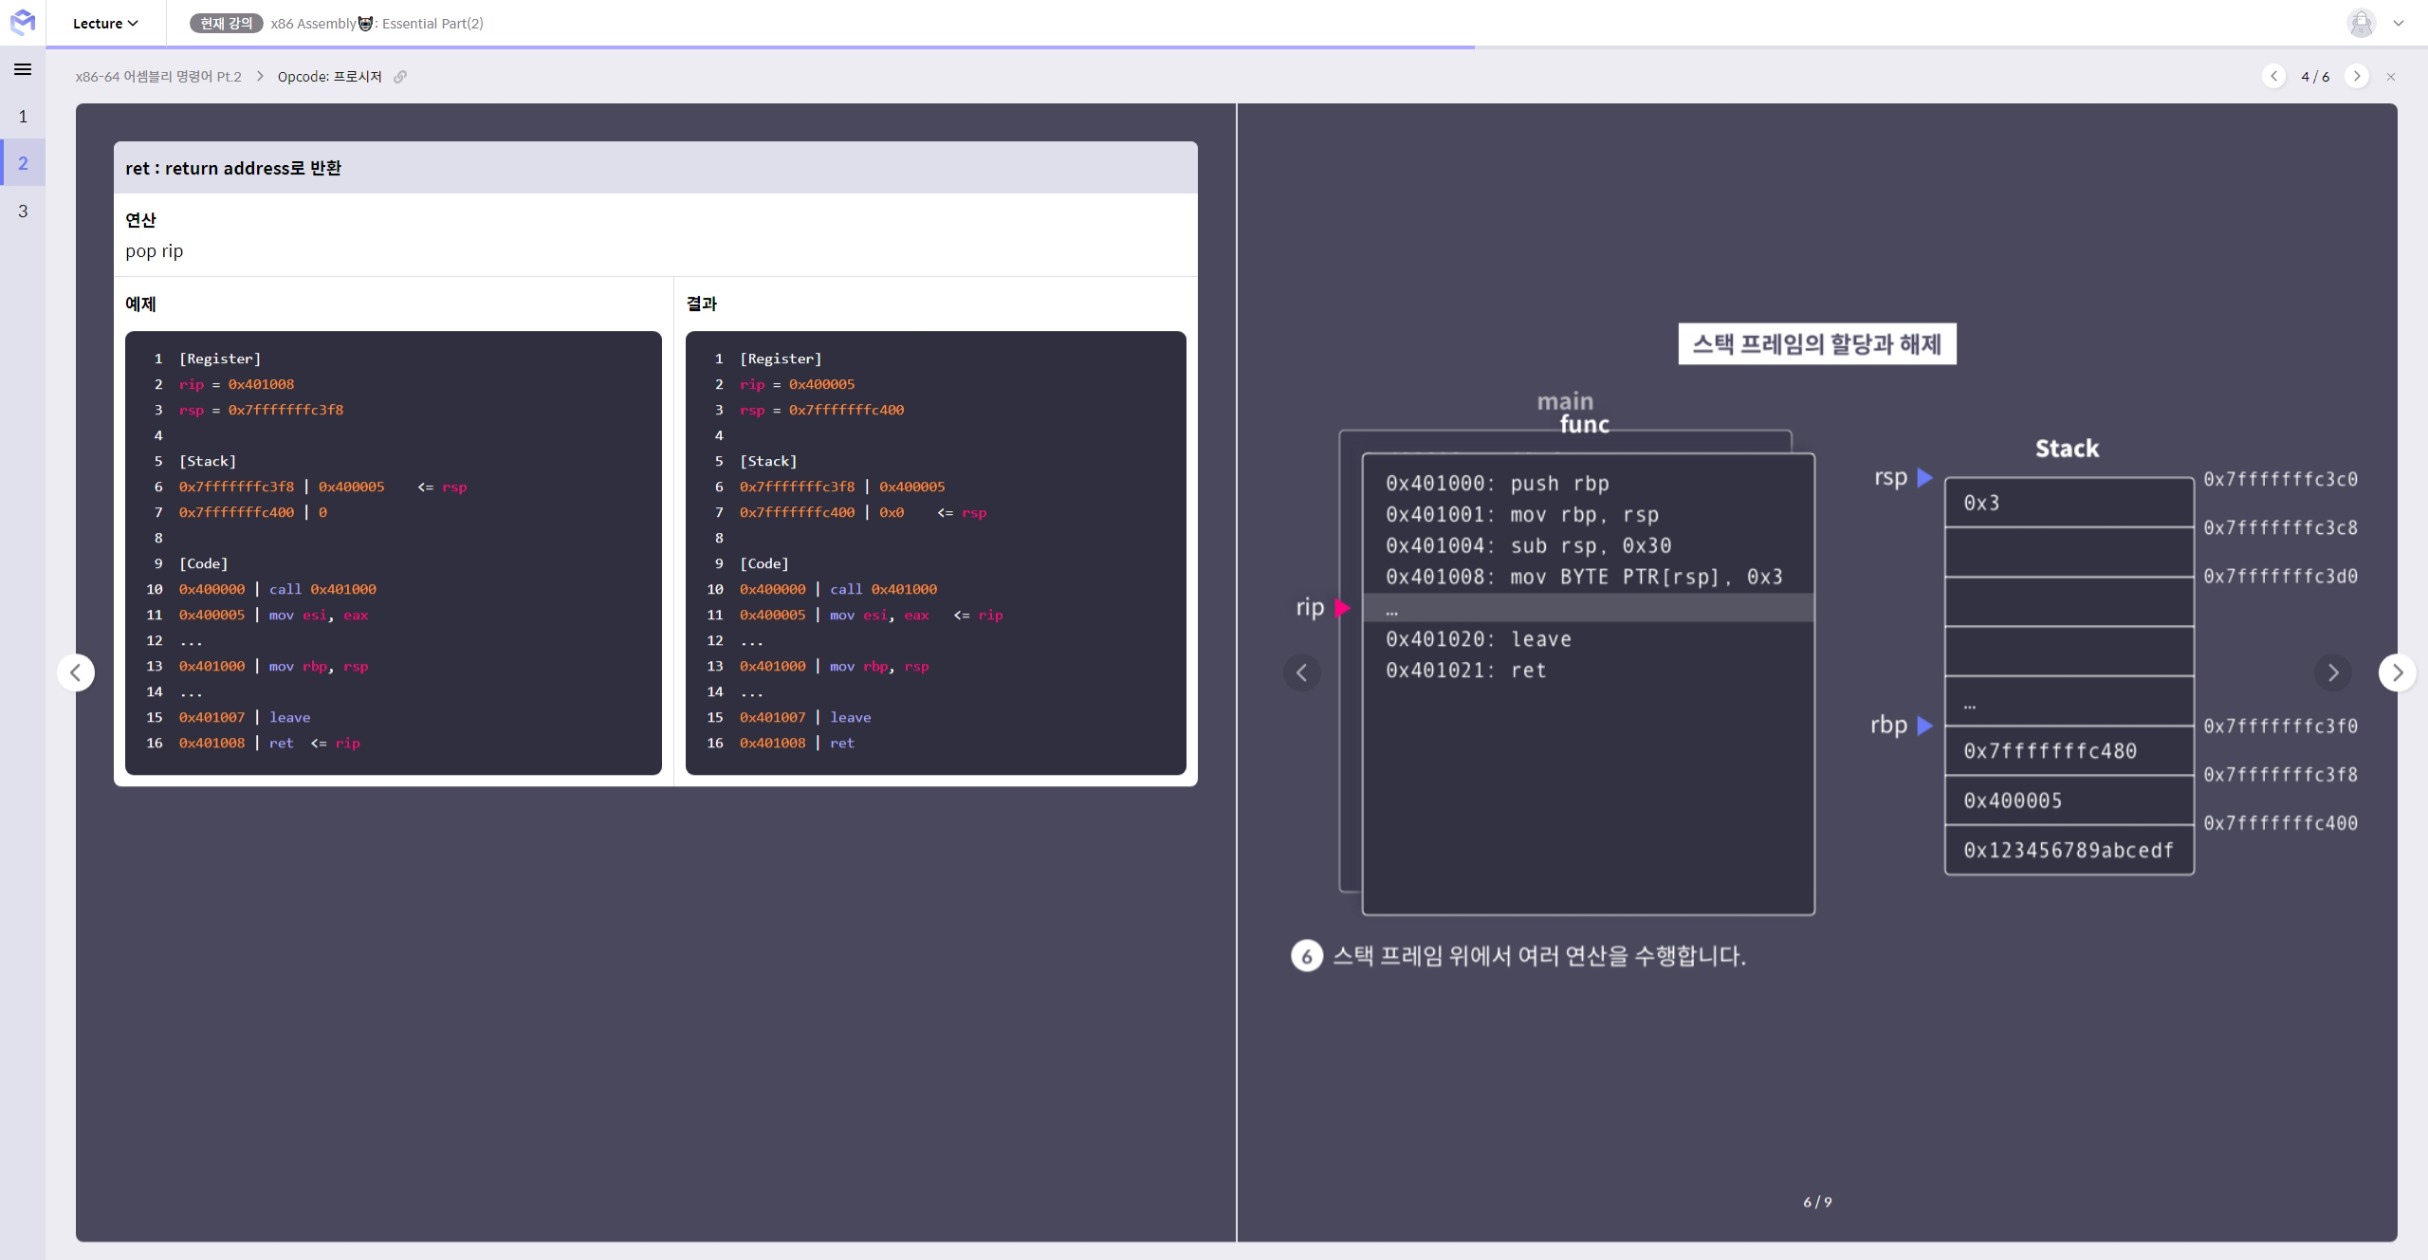 Lecture
현재 강의 x86 Assembly🐻: Essential Part(2)
x86-64 어셈블리 명령어 Pt.2 > Opcode: 프로시저
4 / 6
1
2
3
ret : return address로 반환
연산
pop rip
예제
1 [Register]
2 rip = 0x401008
3 rsp = 0x7fffffffc3f8
4
5 [Stack]
6 0x7fffffffc3f8 | 0x400005 <= rsp
7 0x7fffffffc400 | 0
8
9 [Code]
10 0x400000 | call 0x401000
11 0x400005 | mov esi, eax
12 ...
13 0x401000 | mov rbp, rsp
14 ...
15 0x401007 | leave
16 0x401008 | ret <= rip
결과
1 [Register]
2 rip = 0x400005
3 rsp = 0x7fffffffc400
4
5 [Stack]
6 0x7fffffffc3f8 | 0x400005
7 0x7fffffffc400 | 0x0 <= rsp
8
9 [Code]
10 0x400000 | call 0x401000
11 0x400005 | mov esi, eax <= rip
12 ...
13 0x401000 | mov rbp, rsp
14 ...
15 0x401007 | leave
16 0x401008 | ret
스택 프레임의 할당과 해제
main
func
0x401000: push rbp
0x401001: mov rbp, rsp
0x401004: sub rsp, 0x30
0x401008: mov BYTE PTR[rsp], 0x3
rip
...
0x401020: leave
0x401021: ret
Stack
rsp
0x7fffffffc3c0
0x3
0x7fffffffc3c8
0x7fffffffc3d0
...
rbp
0x7fffffffc3f0
0x7fffffffc480
0x7fffffffc3f8
0x400005
0x7fffffffc400
0x123456789abcedf
6 스택 프레임 위에서 여러 연산을 수행합니다.
6 / 9